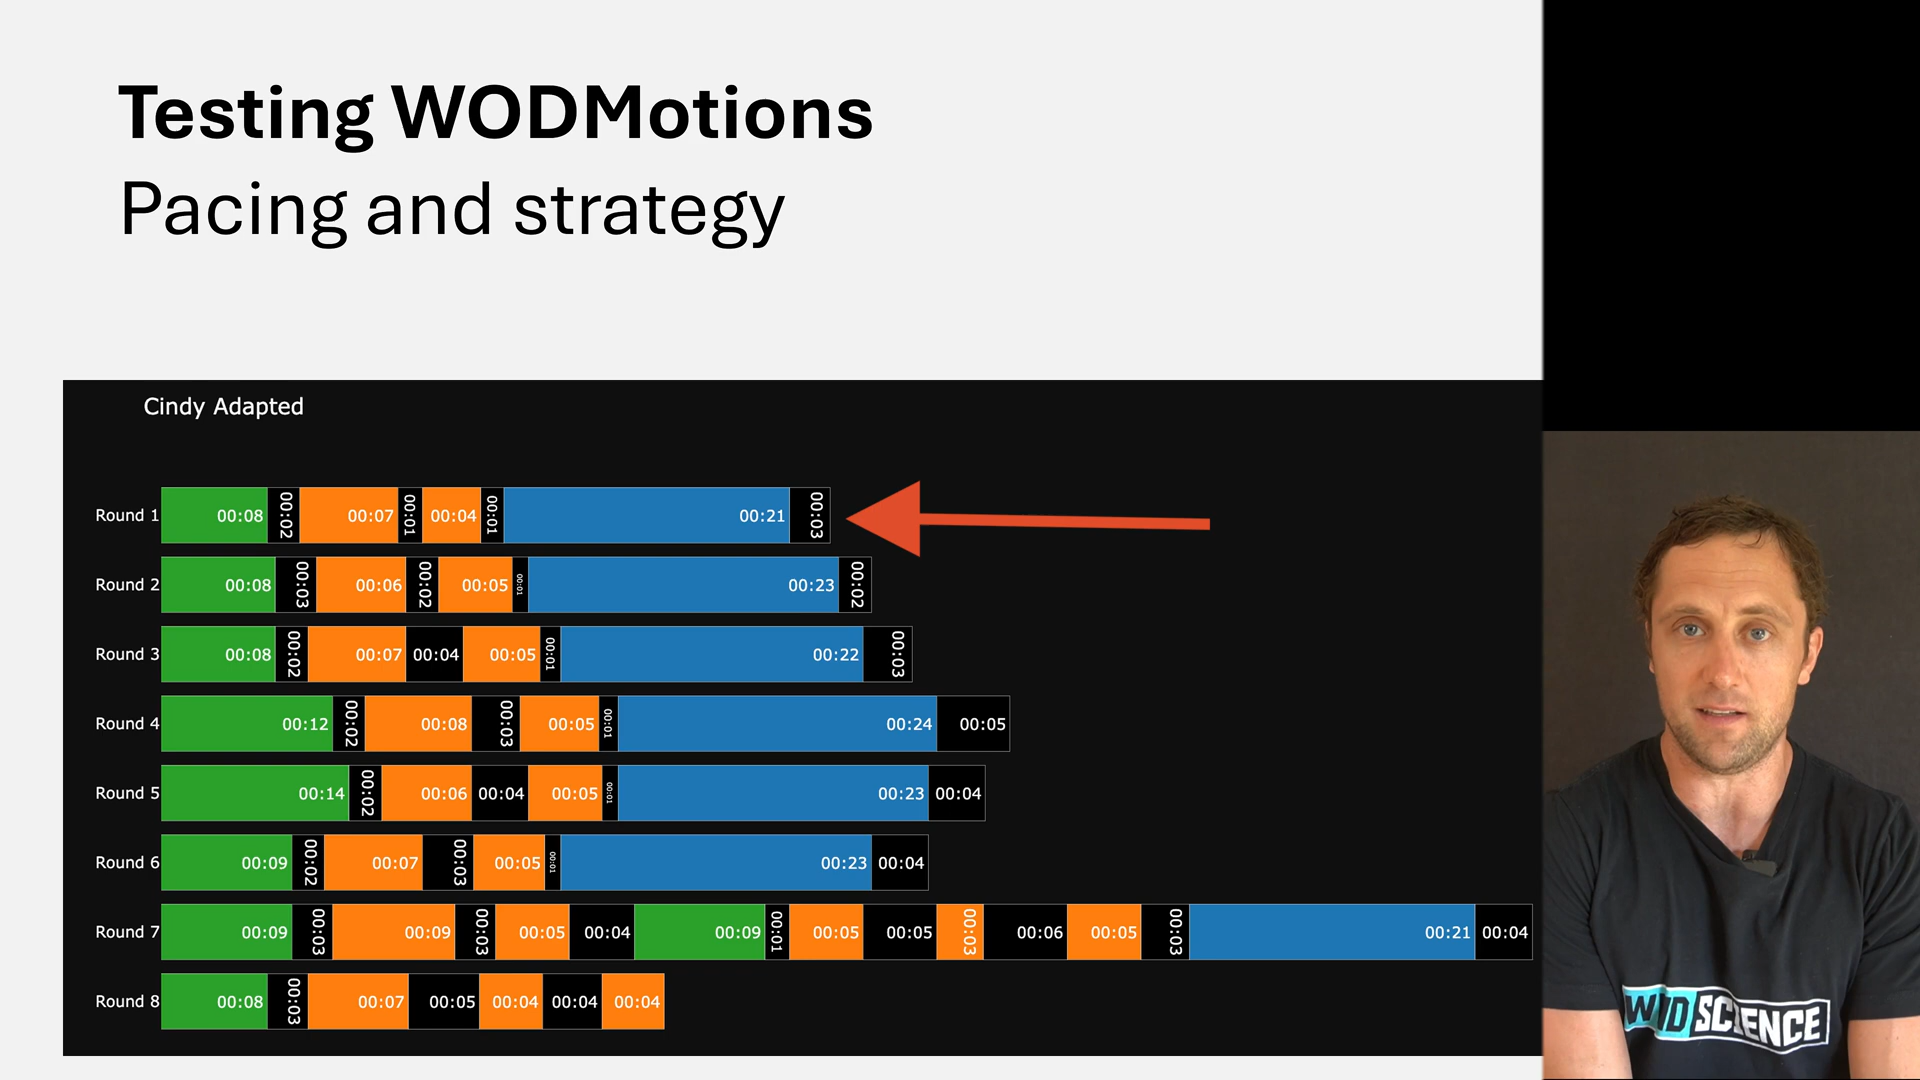 Testing WODMotions
Pacing and strategy
Cindy Adapted
Round 1 00:08 00:02 00:07 00:01 00:04 00:01 00:21 00:03
Round 2 00:08 00:03 00:06 00:02 00:05 00:01 00:23 00:02
Round 3 00:08 00:02 00:07 00:04 00:05 00:01 00:22 00:03
Round 4 00:12 00:02 00:08 00:03 00:05 00:01 00:24 00:05
Round 5 00:14 00:02 00:06 00:04 00:05 00:01 00:23 00:04
Round 6 00:09 00:02 00:07 00:03 00:05 00:01 00:23 00:04
Round 7 00:09 00:03 00:09 00:03 00:05 00:04 00:09 00:01 00:05 00:05 00:03 00:06 00:05 00:03 00:21 00:04
Round 8 00:08 00:03 00:07 00:05 00:04 00:04 00:04
WOD SCIENCE